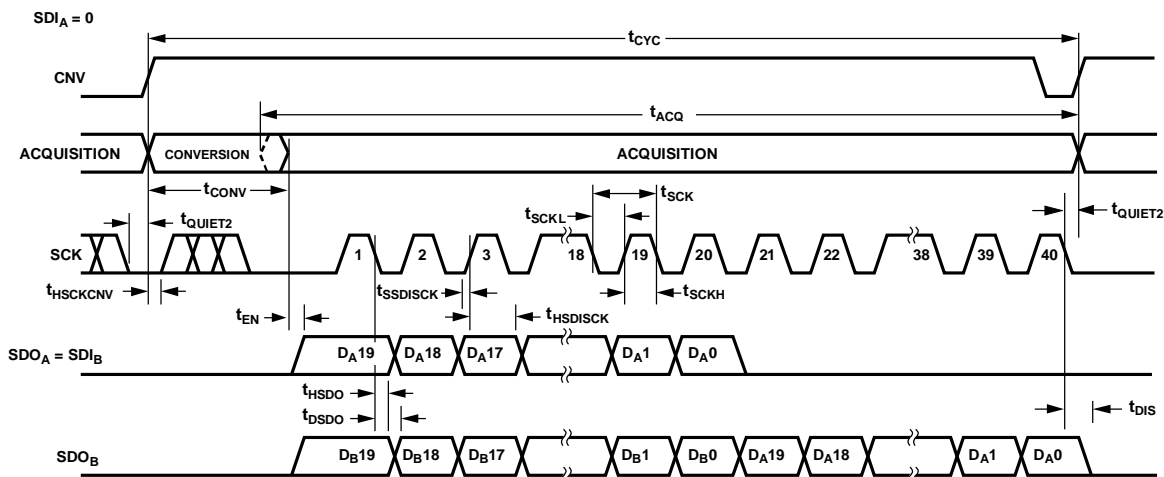 SDIA = 0
tCYC
CNV
tACQ
ACQUISITION CONVERSION ACQUISITION
tCONV
tSCK
tQUIET2 tSCKL tQUIET2
SCK 1 2 3 18 19 20 21 22 38 39 40
tHSCKCNV tSSDISCK tSCKH
tEN tHSDISCK
SDOA = SDIB DA19 DA18 DA17 DA1 DA0
tHSDO
tDSDO tDIS
SDOB DB19 DB18 DB17 DB1 DB0 DA19 DA18 DA1 DA0